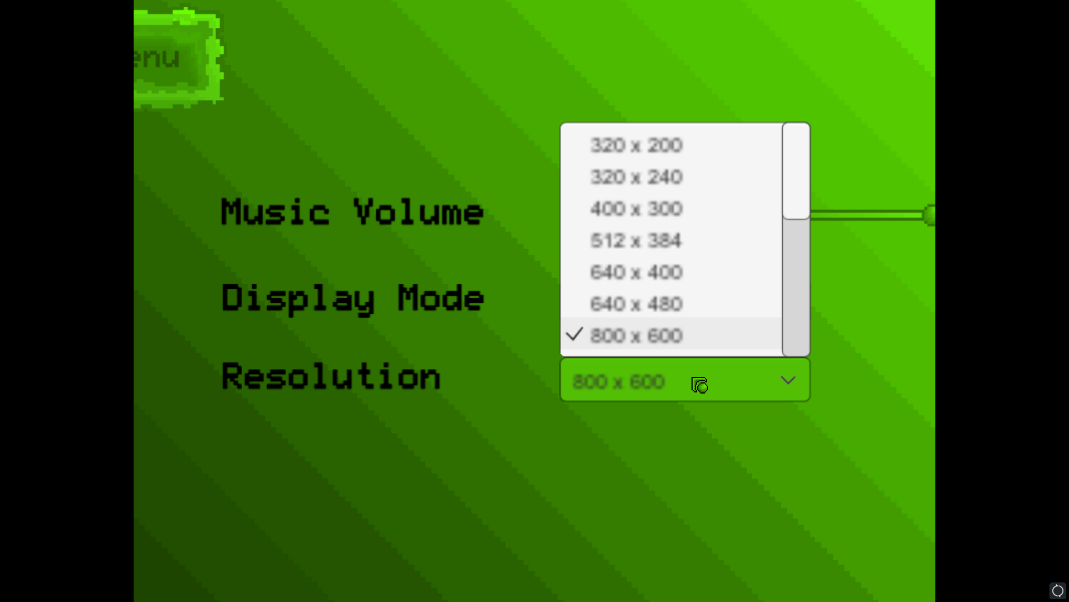 enu
320 x 200
320 x 240
400 x 300
Music Volume
512 x 384
640 x 400
Display Mode
640 x 480
800 x 600
Resolution
800 x 600